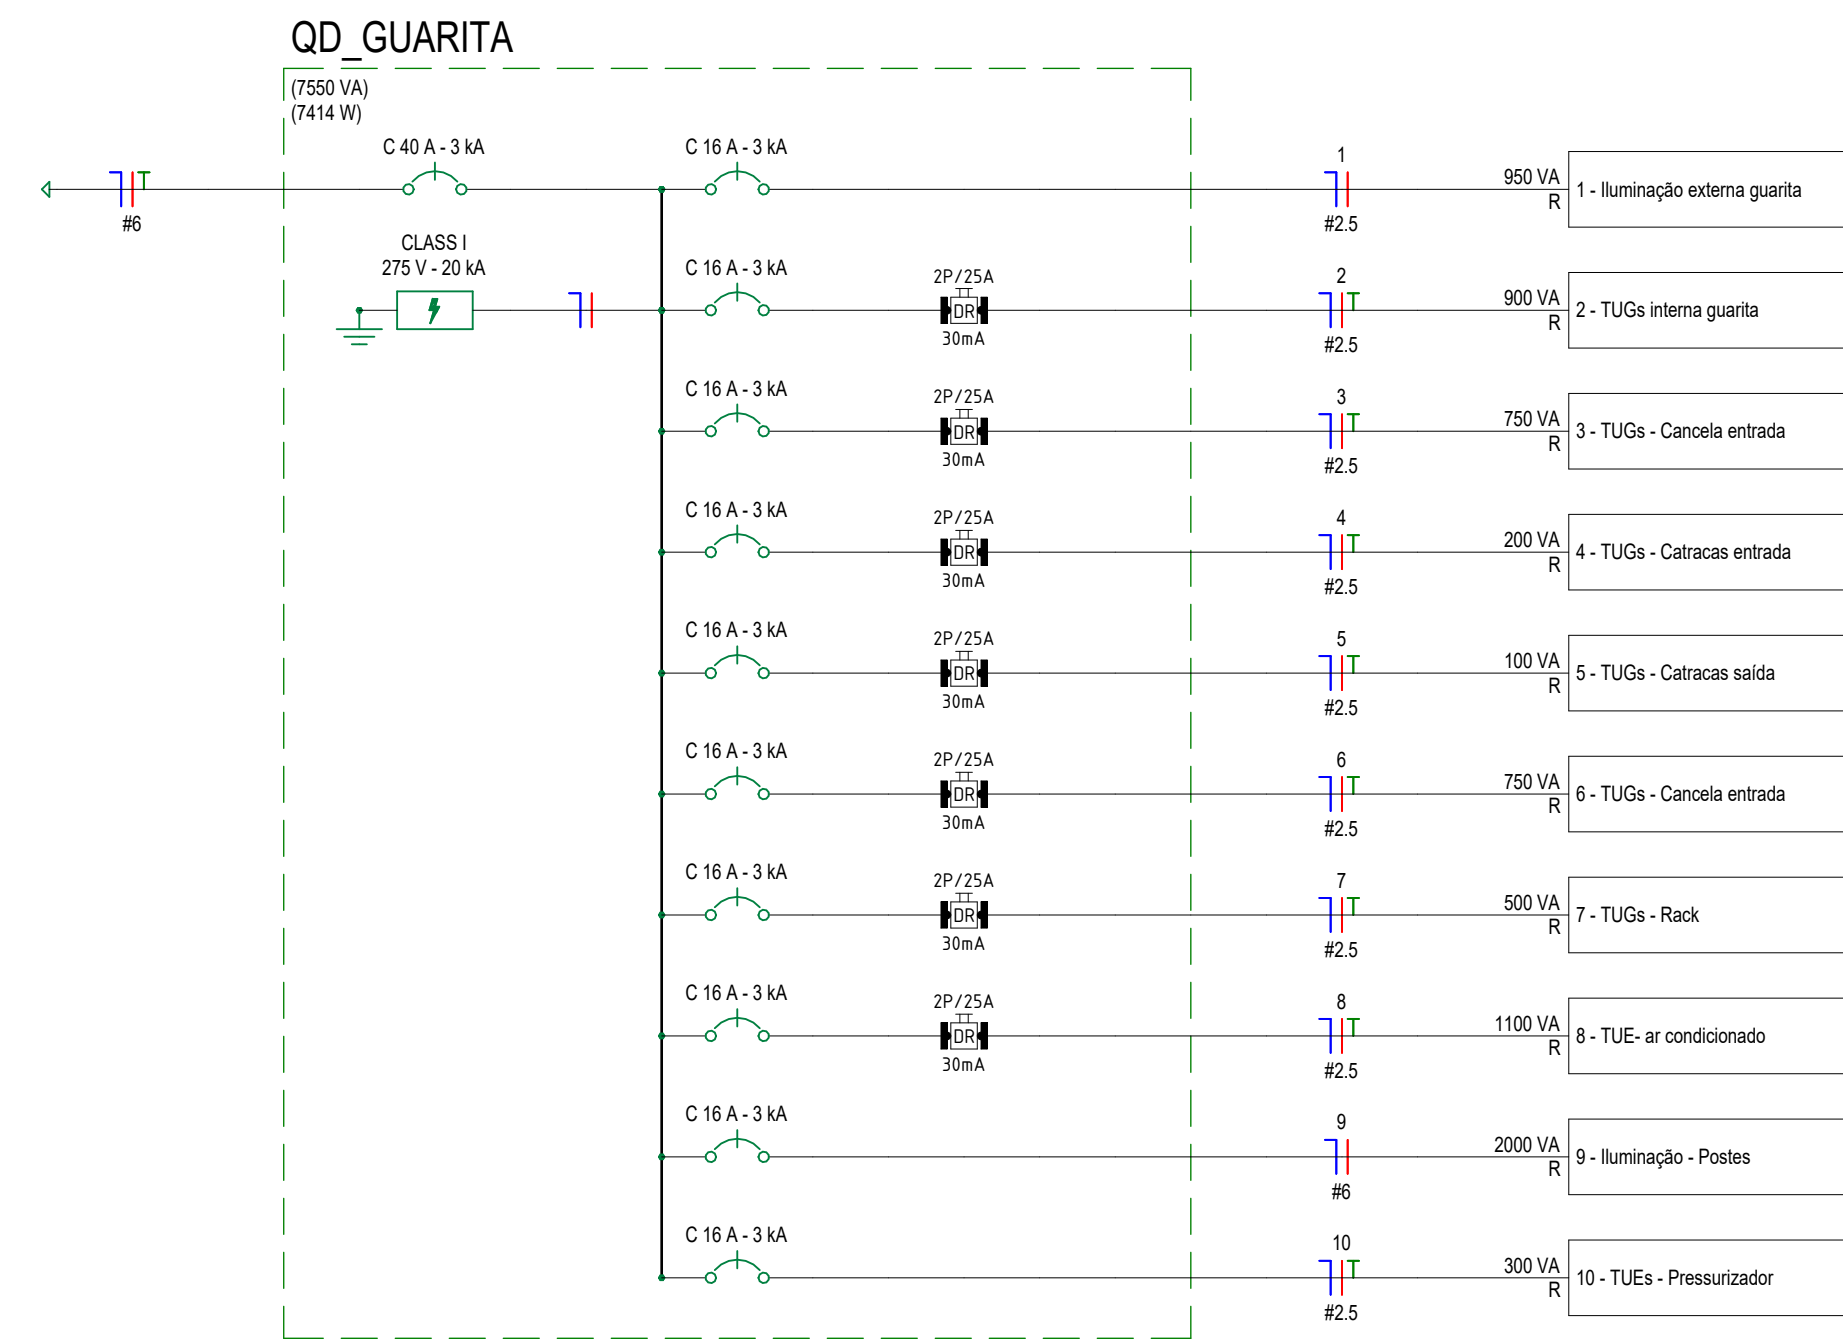 QD_GUARITA
(7550 VA)
(7414 W)
C 40 A - 3 kA
#6
CLASS I
275 V - 20 kA
C 16 A - 3 kA
1
#2.5
950 VA
R
1 - Iluminação externa guarita
C 16 A - 3 kA
2P/25A
DR
30mA
2
#2.5
900 VA
R
2 - TUGs interna guarita
C 16 A - 3 kA
2P/25A
DR
30mA
3
#2.5
750 VA
R
3 - TUGs - Cancela entrada
C 16 A - 3 kA
2P/25A
DR
30mA
4
#2.5
200 VA
R
4 - TUGs - Catracas entrada
C 16 A - 3 kA
2P/25A
DR
30mA
5
#2.5
100 VA
R
5 - TUGs - Catracas saída
C 16 A - 3 kA
2P/25A
DR
30mA
6
#2.5
750 VA
R
6 - TUGs - Cancela entrada
C 16 A - 3 kA
2P/25A
DR
30mA
7
#2.5
500 VA
R
7 - TUGs - Rack
C 16 A - 3 kA
2P/25A
DR
30mA
8
#2.5
1100 VA
R
8 - TUE- ar condicionado
C 16 A - 3 kA
9
#6
2000 VA
R
9 - Iluminação - Postes
C 16 A - 3 kA
10
#2.5
300 VA
R
10 - TUEs - Pressurizador